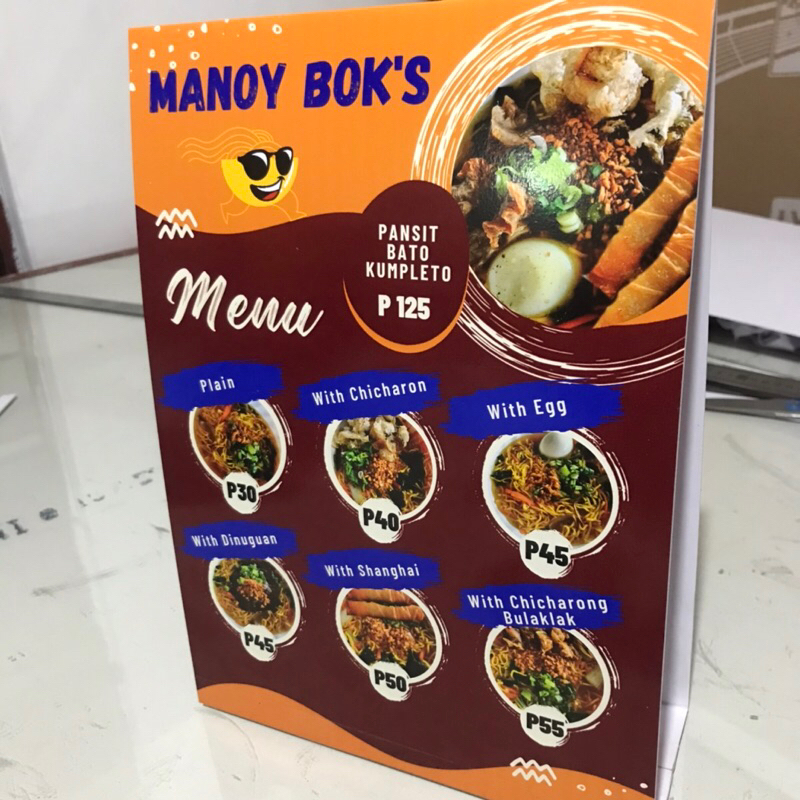 MANOY BOK'S
PANSIT
BATO
KUMPLETO
P 125
Menu
Plain
P30
With Chicharon
P40
With Egg
P45
With Dinuguan
P45
With Shanghai
P50
With Chicharong
Bulaklak
P55